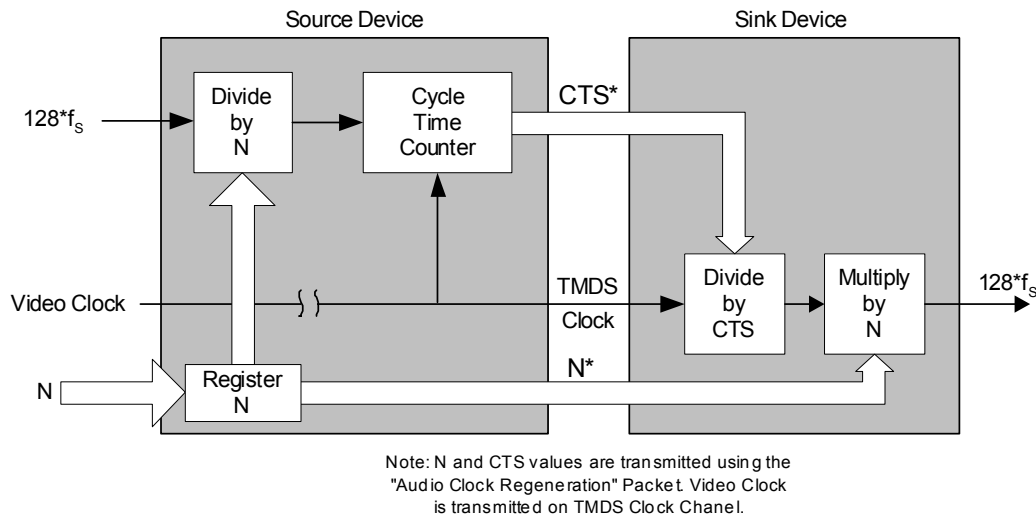 Source Device
Sink Device
128*fS
Divide
by
N
Cycle
Time
Counter
CTS*
Video Clock
TMDS
Clock
Divide
by
CTS
Multiply
by
N
128*fS
N
Register
N
N*
Note: N and CTS values are transmitted using the
"Audio Clock Regeneration" Packet. Video Clock
is transmitted on TMDS Clock Chanel.